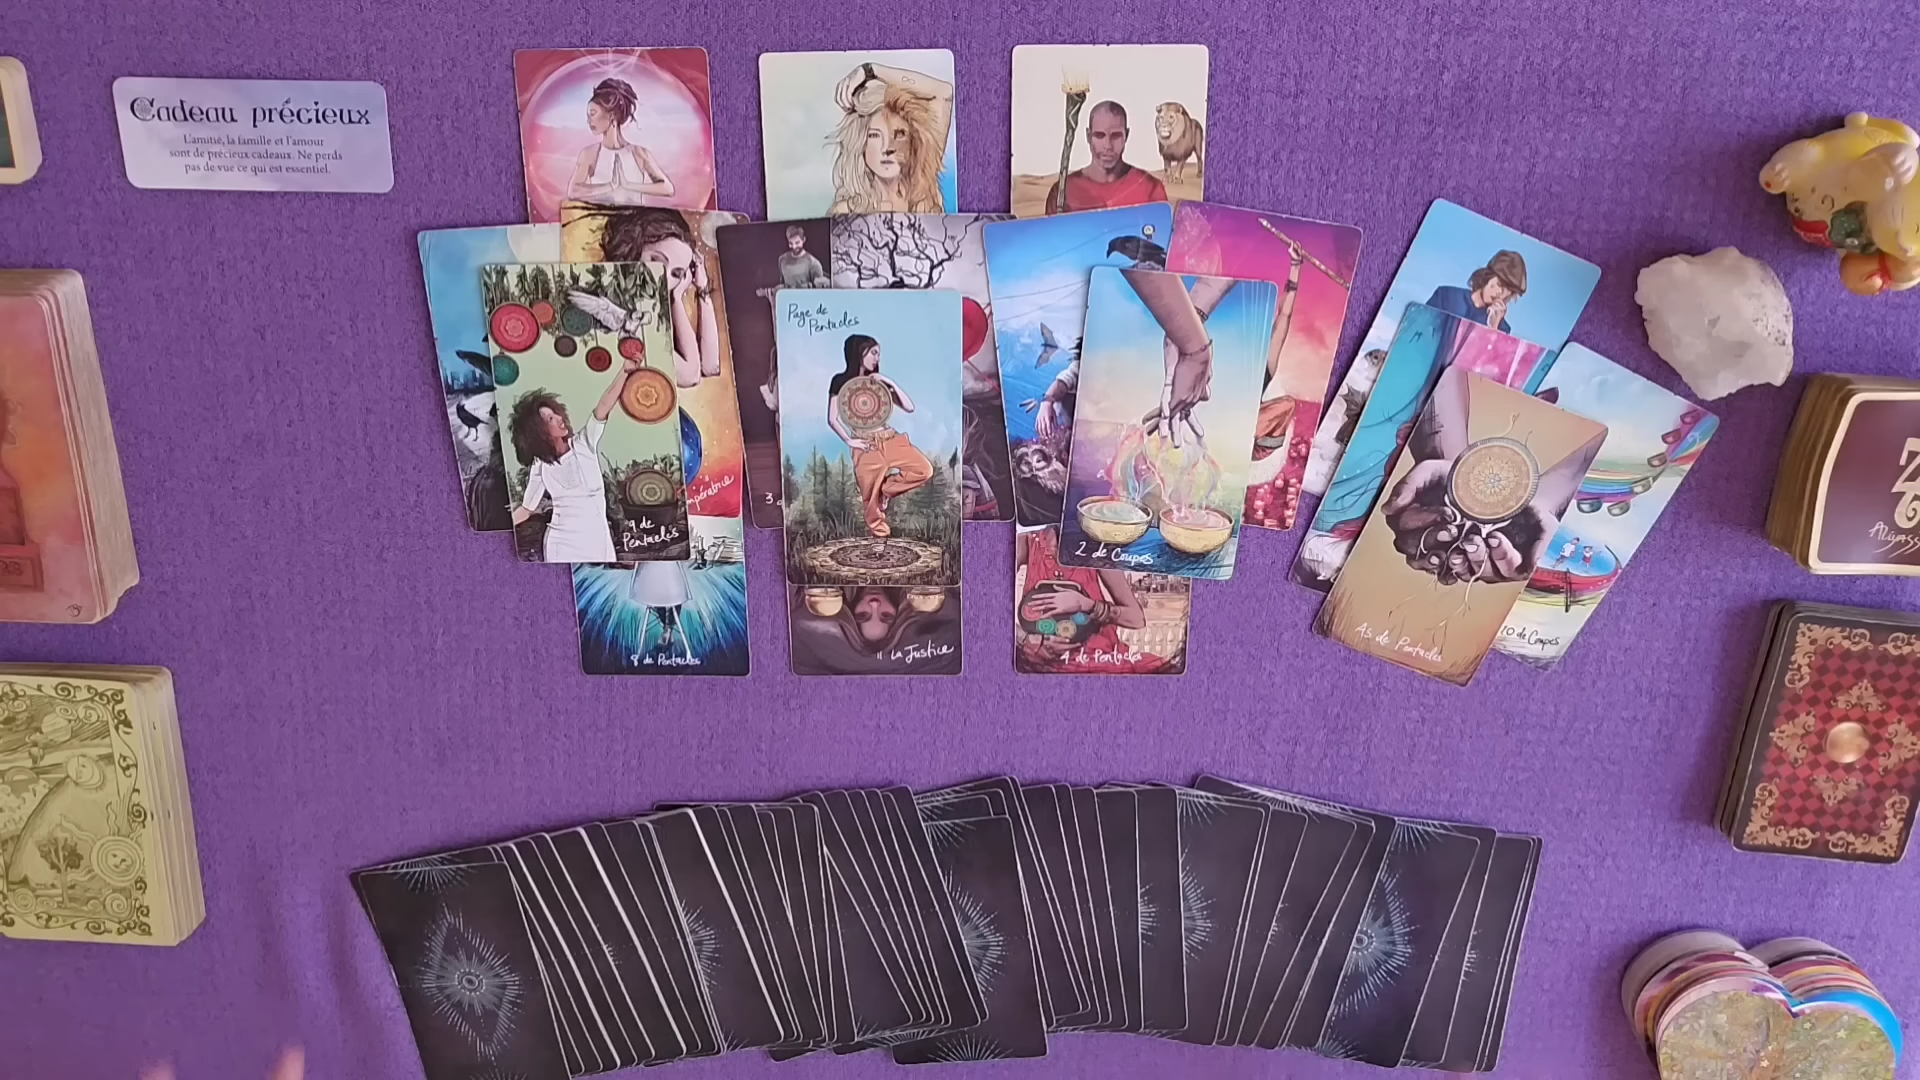 Cadeau précieux
L'amitié, la famille et l'amour
sont de précieux cadeaux. Ne perds
pas de vue ce qui est essentiel.
Page de
Pentacles
9 de
Pentacles
2 de Coupes
As de Pentacles
10 de Coupes
8 de Pentacles
11 La Justice
4 de Pentacles